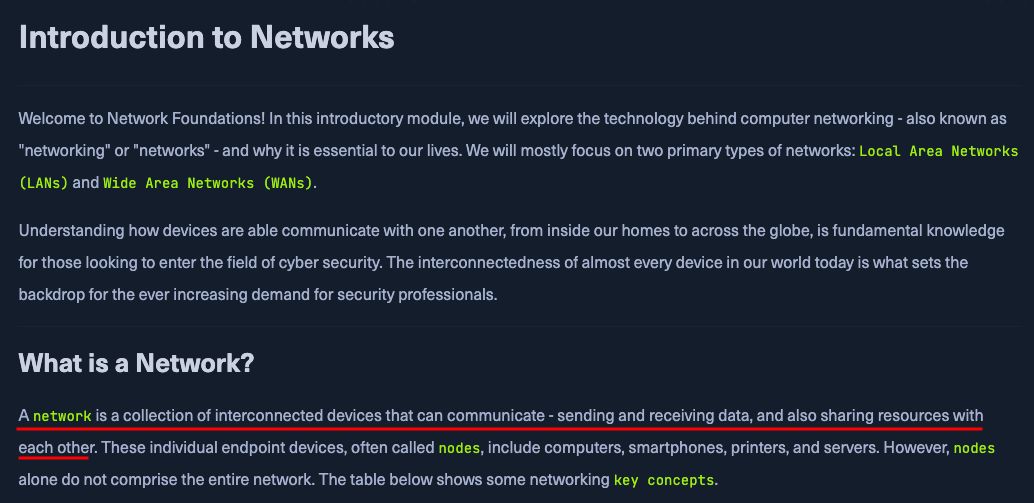 Introduction to Networks
Welcome to Network Foundations! In this introductory module, we will explore the technology behind computer networking - also known as
"networking" or "networks" - and why it is essential to our lives. We will mostly focus on two primary types of networks: Local Area Networks
(LANs) and Wide Area Networks (WANs).
Understanding how devices are able communicate with one another, from inside our homes to across the globe, is fundamental knowledge
for those looking to enter the field of cyber security. The interconnectedness of almost every device in our world today is what sets the
backdrop for the ever increasing demand for security professionals.
What is a Network?
A network is a collection of interconnected devices that can communicate - sending and receiving data, and also sharing resources with
each other. These individual endpoint devices, often called nodes, include computers, smartphones, printers, and servers. However, nodes
alone do not comprise the entire network. The table below shows some networking key concepts.